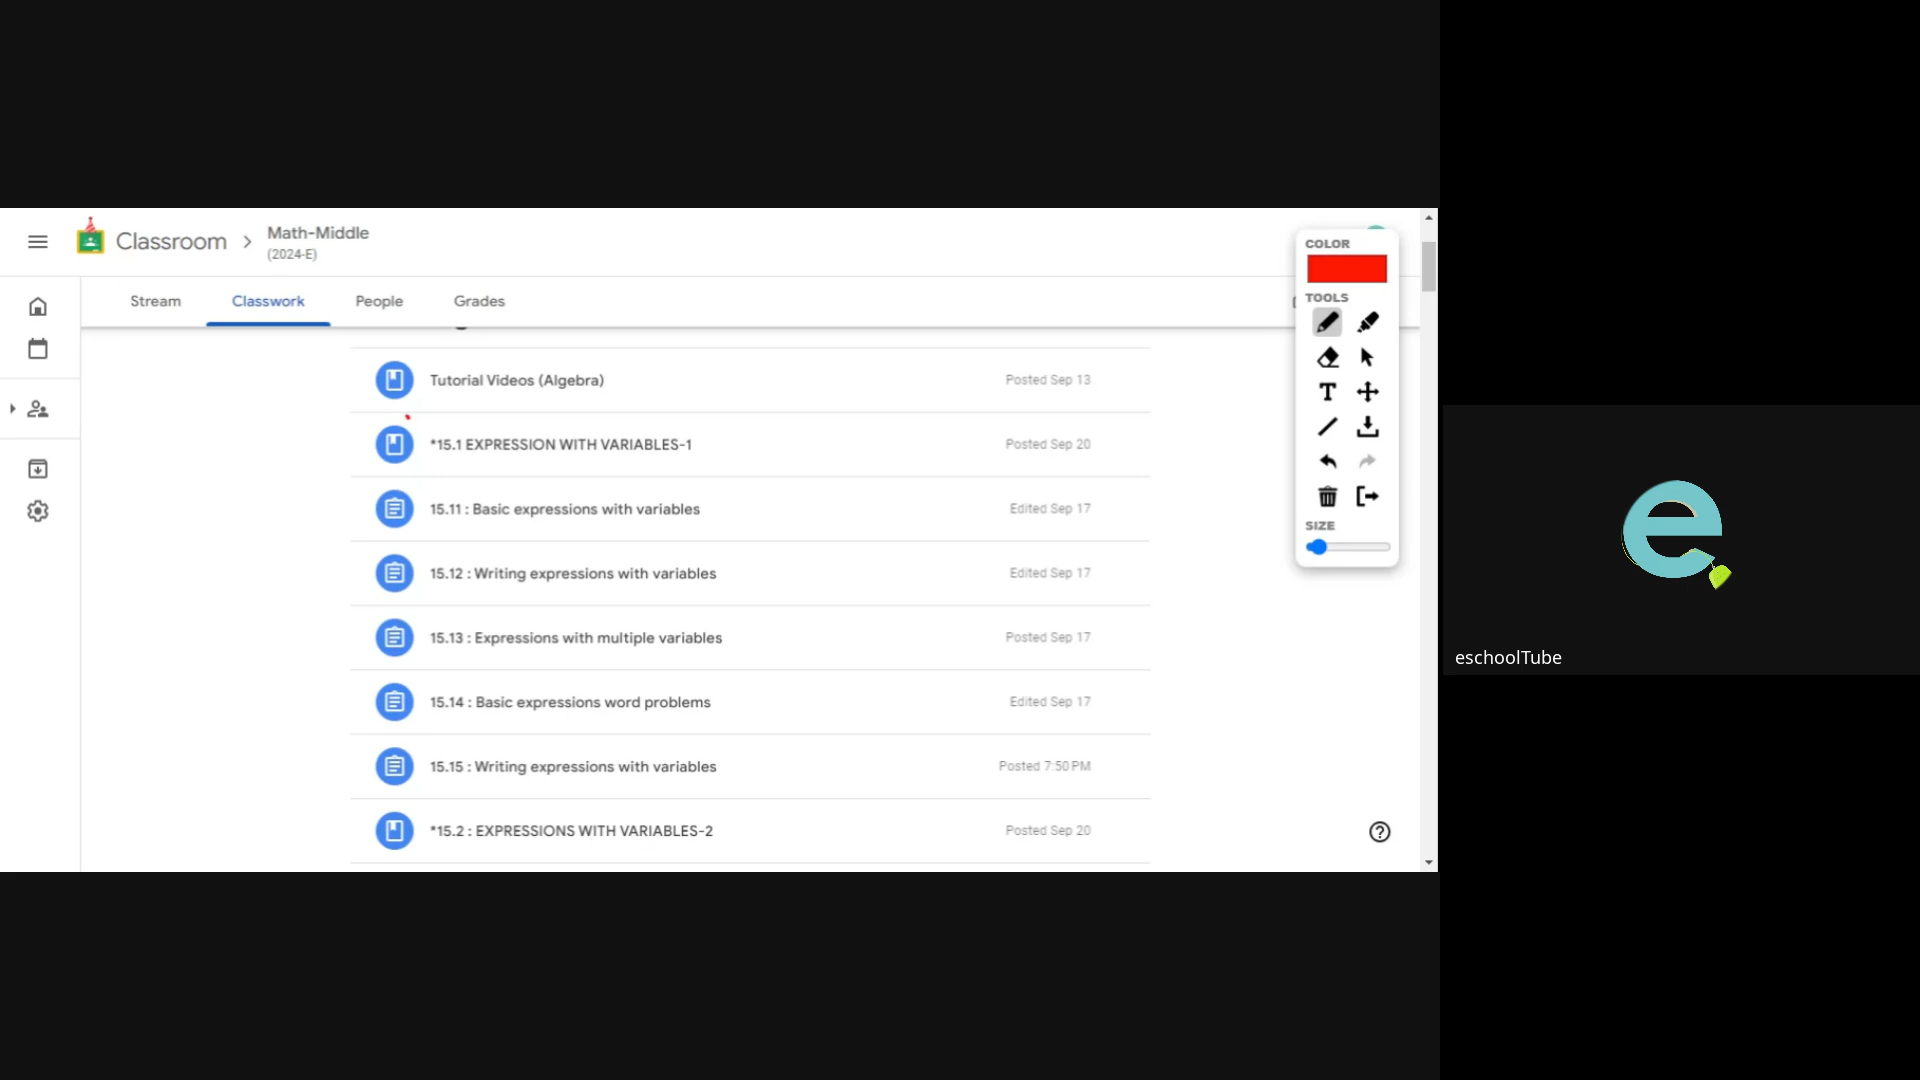 Classroom
Math-Middle
(2024-E)
Stream
Classwork
People
Grades
Tutorial Videos (Algebra)
Posted Sep 13
*15.1 EXPRESSION WITH VARIABLES-1
Posted Sep 20
15.11 : Basic expressions with variables
Edited Sep 17
15.12 : Writing expressions with variables
Edited Sep 17
15.13 : Expressions with multiple variables
Posted Sep 17
15.14 : Basic expressions word problems
Edited Sep 17
15.15 : Writing expressions with variables
Posted 7:50 PM
*15.2 : EXPRESSIONS WITH VARIABLES-2
Posted Sep 20
COLOR
TOOLS
SIZE
eschoolTube